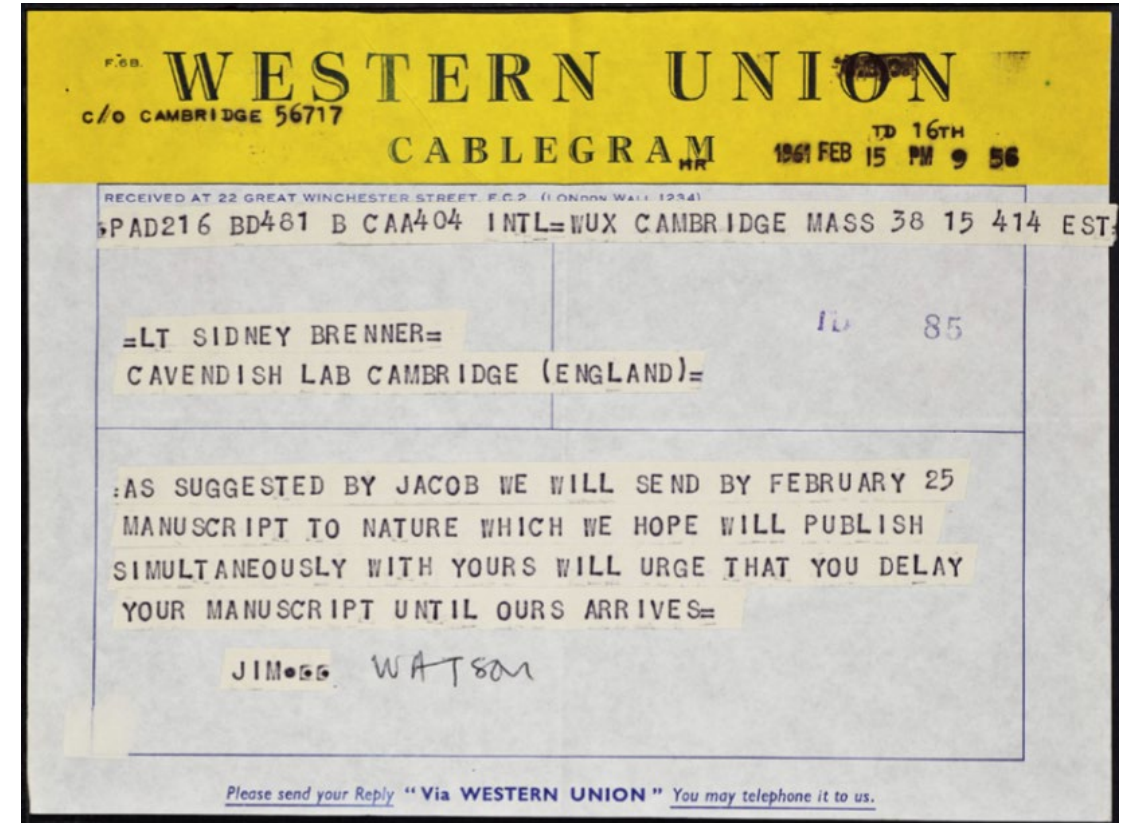 F.6B.
WESTERN UNION
C/O CAMBRIDGE 56717
CABLEGRAM
HR
TD 16TH
1961 FEB 15 PM 9 56
RECEIVED AT 22 GREAT WINCHESTER STREET, E.C.2. (LONDON WALL 1234)
PAD216 BD481 B CAA404 INTL=WUX CAMBRIDGE MASS 38 15 414 EST
=LT SIDNEY BRENNER=
CAVENDISH LAB CAMBRIDGE (ENGLAND)=
85
:AS SUGGESTED BY JACOB WE WILL SEND BY FEBRUARY 25
MANUSCRIPT TO NATURE WHICH WE HOPE WILL PUBLISH
SIMULTANEOUSLY WITH YOURS WILL URGE THAT YOU DELAY
YOUR MANUSCRIPT UNTIL OURS ARRIVES=
JIM WATSON
Please send your Reply "Via WESTERN UNION" You may telephone it to us.